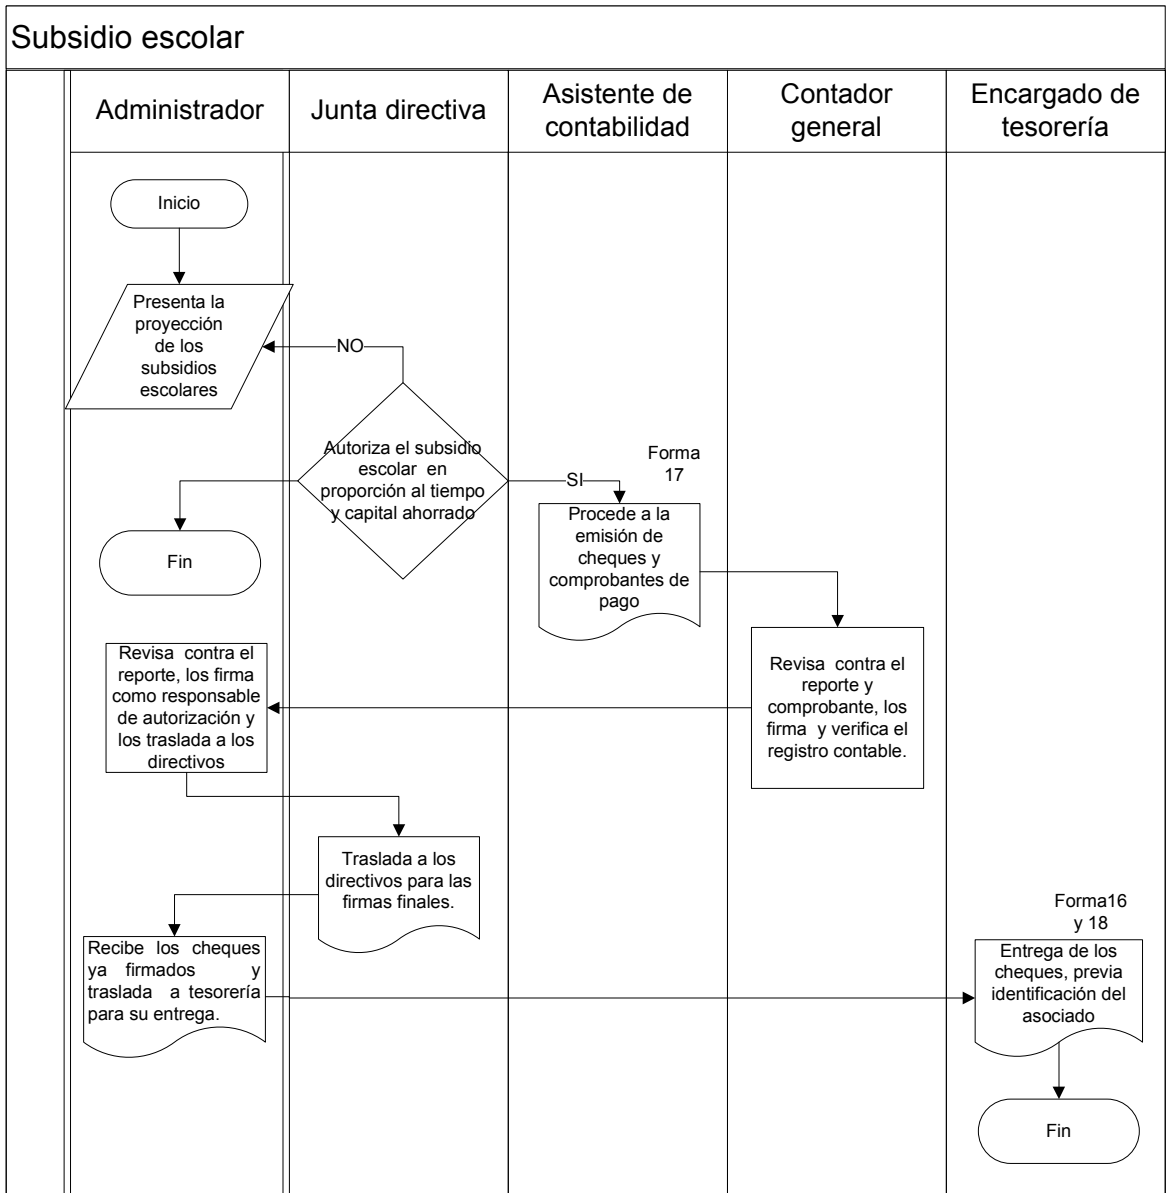 Subsidio escolar
Administrador
Junta directiva
Asistente de
contabilidad
Contador
general
Encargado de
tesorería
Inicio
Presenta la
proyección
de los
subsidios
escolares
NO
Autoriza el subsidio
escolar en
proporción al tiempo
y capital ahorrado
SI
Forma
17
Procede a la
emisión de
cheques y
comprobantes de
pago
Fin
Revisa contra el
reporte y
comprobante, los
firma y verifica el
registro contable.
Revisa contra el
reporte, los firma
como responsable
de autorización y
los traslada a los
directivos
Traslada a los
directivos para las
firmas finales.
Recibe los cheques
ya firmados y
traslada a tesorería
para su entrega.
Forma16
y 18
Entrega de los
cheques, previa
identificación del
asociado
Fin